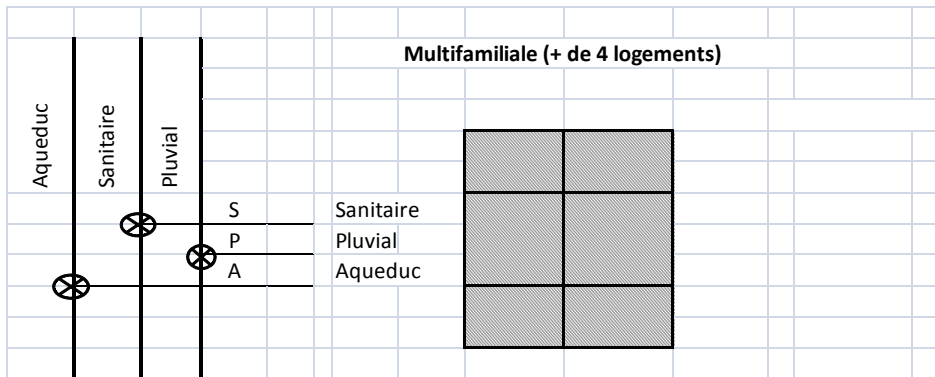 Multifamiliale (+ de 4 logements)
Aqueduc
Sanitaire
Pluvial
S Sanitaire
P Pluvial
A Aqueduc